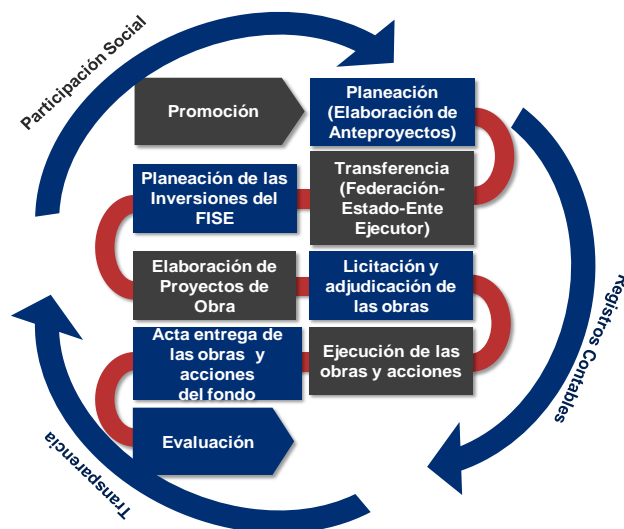 Participación Social
Promoción
Planeación
(Elaboración de
Anteproyectos)
Planeación de las
Inversiones del
FISE
Transferencia
(Federación-
Estado-Ente
Ejecutor)
Elaboración de
Proyectos de
Obra
Licitación y
adjudicación de
las obras
Acta entrega de
las obras y
acciones
del fondo
Ejecución de las
obras y acciones
Evaluación
Registros Contables
Transparencia